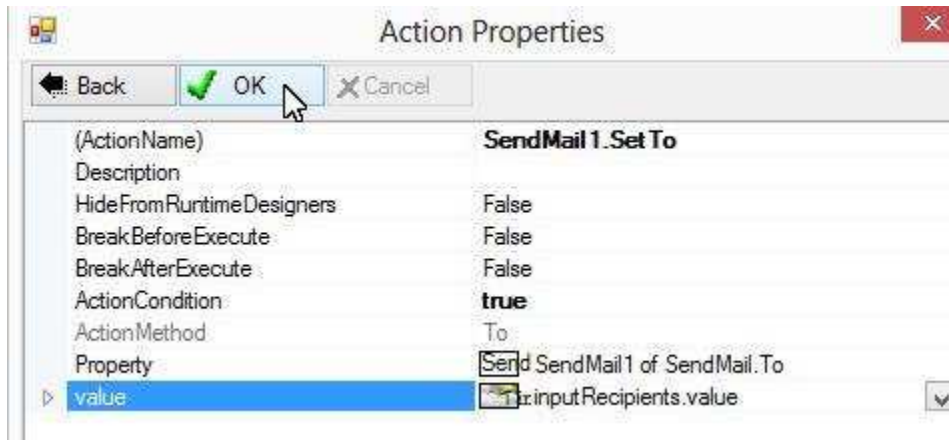 Action Properties
Back OK Cancel
(ActionName) SendMail1.SetTo
Description
HideFromRuntimeDesigners False
BreakBeforeExecute False
BreakAfterExecute False
ActionCondition true
ActionMethod To
Property Send SendMail1 of SendMail.To
value inputRecipients.value